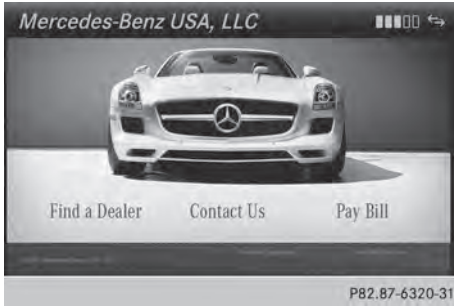 Mercedes-Benz USA, LLC
Find a Dealer Contact Us Pay Bill
P82.87-6320-31